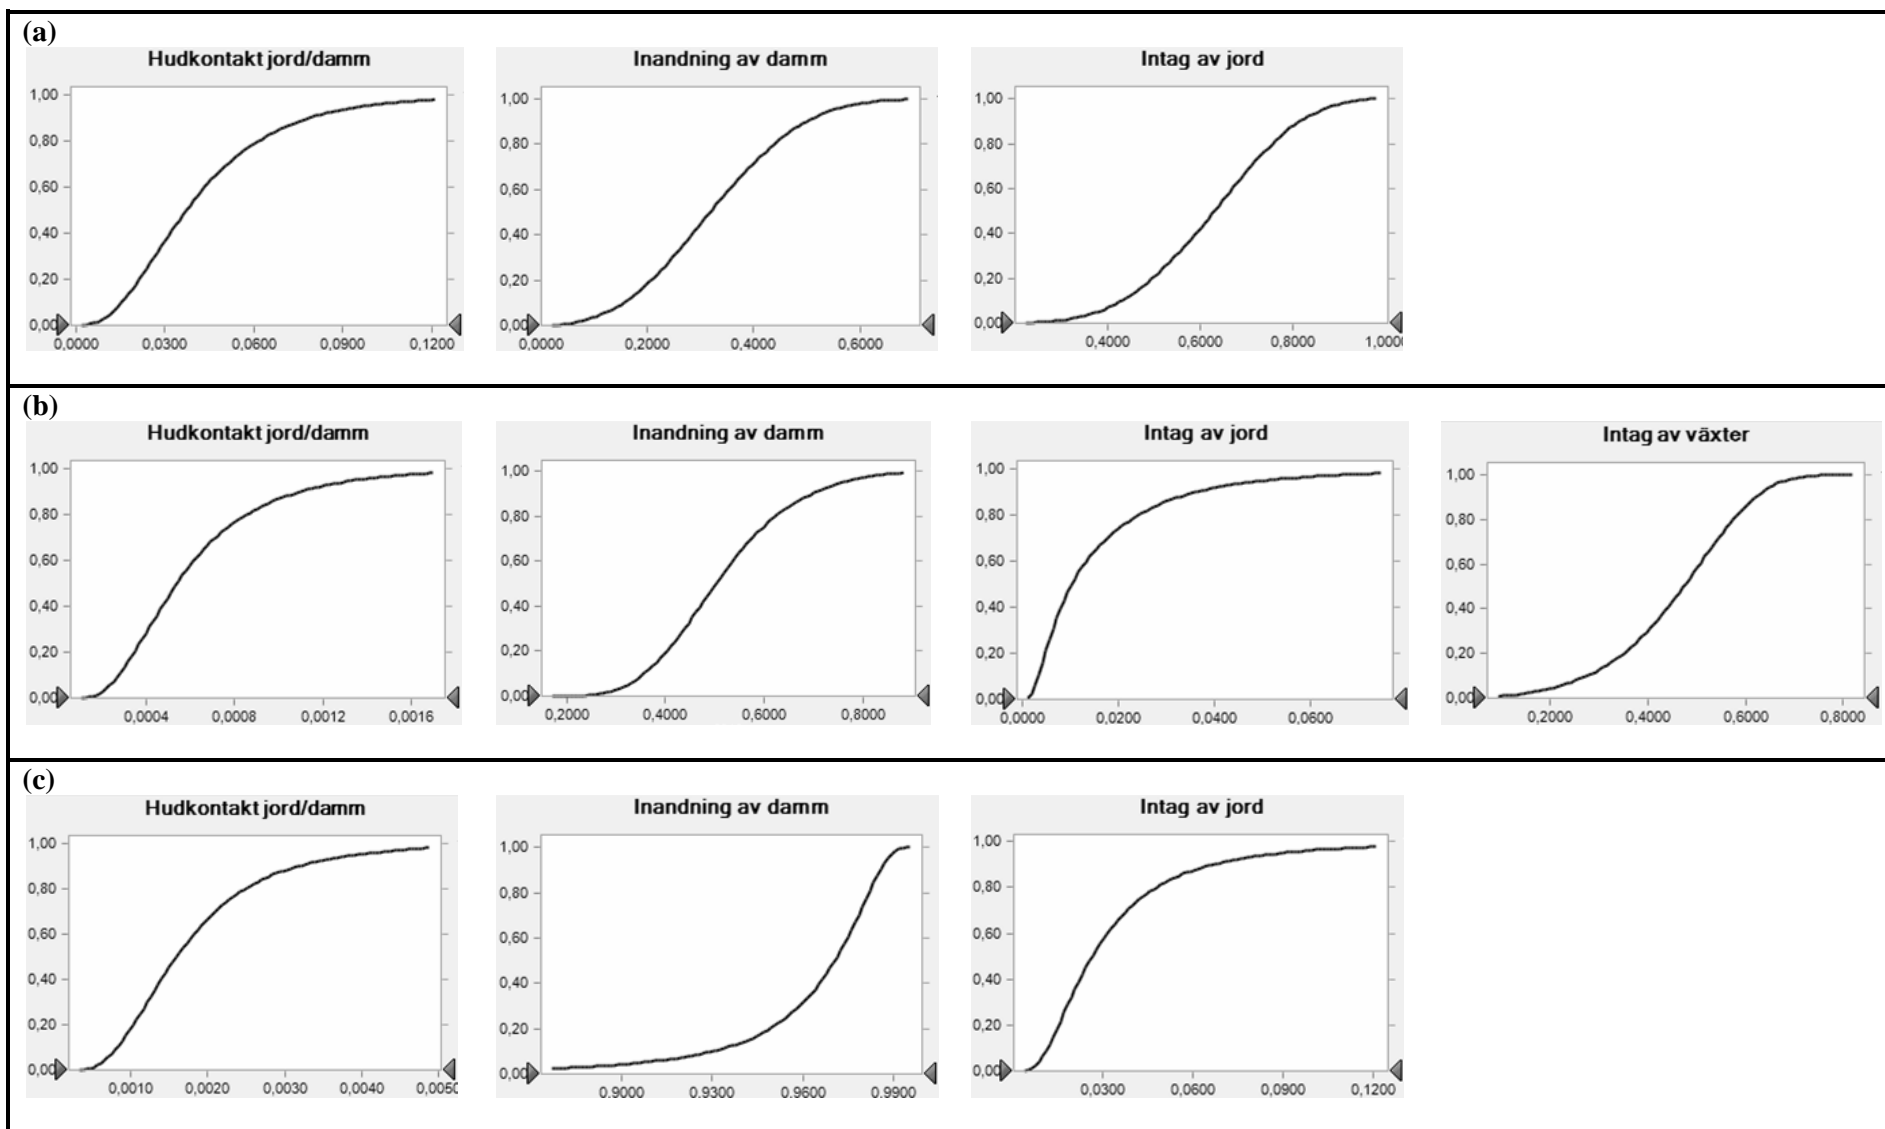 (a)
Hudkontakt jord/damm
1,00
0,80
0,60
0,40
0,20
0,00
0,0000 0,0300 0,0600 0,0900 0,1200
Inandning av damm
1,00
0,80
0,60
0,40
0,20
0,00
0,0000 0,2000 0,4000 0,6000
Intag av jord
1,00
0,80
0,60
0,40
0,20
0,00
0,4000 0,6000 0,8000 1,0000
(b)
Hudkontakt jord/damm
1,00
0,80
0,60
0,40
0,20
0,00
0,0004 0,0008 0,0012 0,0016
Inandning av damm
1,00
0,80
0,60
0,40
0,20
0,00
0,2000 0,4000 0,6000 0,8000
Intag av jord
1,00
0,80
0,60
0,40
0,20
0,00
0,0000 0,0200 0,0400 0,0600
Intag av växter
1,00
0,80
0,60
0,40
0,20
0,00
0,2000 0,4000 0,6000 0,8000
(c)
Hudkontakt jord/damm
1,00
0,80
0,60
0,40
0,20
0,00
0,0010 0,0020 0,0030 0,0040 0,0050
Inandning av damm
1,00
0,80
0,60
0,40
0,20
0,00
0,9000 0,9300 0,9600 0,9900
Intag av jord
1,00
0,80
0,60
0,40
0,20
0,00
0,0300 0,0600 0,0900 0,1200